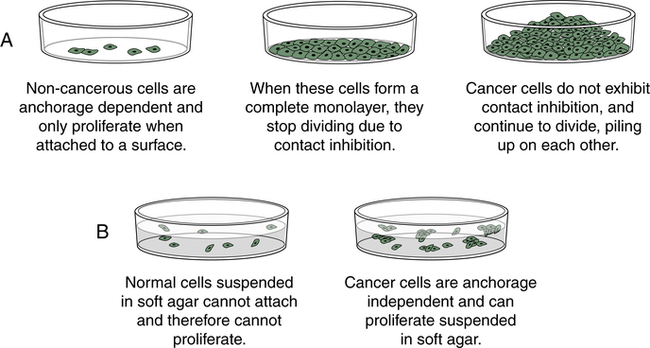 A
Non-cancerous cells are
anchorage dependent and
only proliferate when
attached to a surface.
When these cells form a
complete monolayer, they
stop dividing due to
contact inhibition.
Cancer cells do not exhibit
contact inhibition, and
continue to divide, piling
up on each other.
B
Normal cells suspended
in soft agar cannot attach
and therefore cannot
proliferate.
Cancer cells are anchorage
independent and can
proliferate suspended
in soft agar.